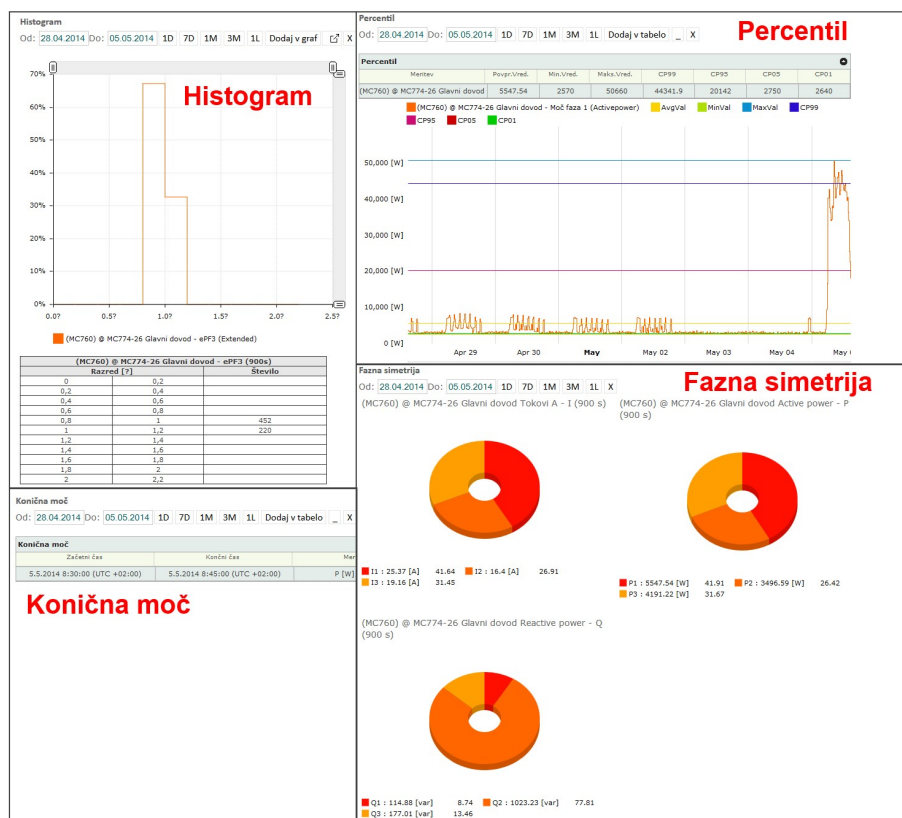 Histogram
Od: 28.04.2014 Do: 05.05.2014 1D 7D 1M 3M 1L Dodaj v graf X
70%
60%
50%
40%
30%
20%
10%
0%
Histogram
0.0? 0.5? 1.0? 1.5? 2.0? 2.5?
(MC760) @ MC774-26 Glavni dovod - ePF3 (Extended)
(MC760) @ MC774-26 Glavni dovod - ePF3 (900s)
Razred [?] Število
0 0,2
0,2 0,4
0,4 0,6
0,6 0,8
0,8 1 452
1 1,2 220
1,2 1,4
1,4 1,6
1,6 1,8
1,8 2
2 2,2
Konična moč
Od: 28.04.2014 Do: 05.05.2014 1D 7D 1M 3M 1L Dodaj v tabelo _ X
Konična moč
Začetni čas Končni čas Mer
5.5.2014 8:30:00 (UTC +02:00) 5.5.2014 8:45:00 (UTC +02:00) P [W]
Konična moč
Percentil
Od: 28.04.2014 Do: 05.05.2014 1D 7D 1M 3M 1L Dodaj v tabelo _ X
Percentil
Percentil
Meritev Povpr.Vred. Min.Vred. Maks.Vred. CP99 CP95 CP05 CP01
(MC760) @ MC774-26 Glavni dovod 5547.54 2570 50660 44341.9 20142 2750 2640
(MC760) @ MC774-26 Glavni dovod - Moč faza 1 (Activepower) AvgVal MinVal MaxVal CP99
CP95 CP05 CP01
50,000 [W]
40,000 [W]
30,000 [W]
20,000 [W]
10,000 [W]
0 [W]
Apr 29 Apr 30 May May 02 May 03 May 04 May
Fazna simetrija
Od: 28.04.2014 Do: 05.05.2014 1D 7D 1M 3M 1L X
Fazna simetrija
(MC760) @ MC774-26 Glavni dovod Tokovi A - I (900 s)
I1 : 25.37 [A] 41.64 I2 : 16.4 [A] 26.91
I3 : 19.16 [A] 31.45
(MC760) @ MC774-26 Glavni dovod Active power - P
(900 s)
P1 : 5547.54 [W] 41.91 P2 : 3496.59 [W] 26.42
P3 : 4191.22 [W] 31.67
(MC760) @ MC774-26 Glavni dovod Reactive power - Q
(900 s)
Q1 : 114.88 [var] 8.74 Q2 : 1023.23 [var] 77.81
Q3 : 177.01 [var] 13.46